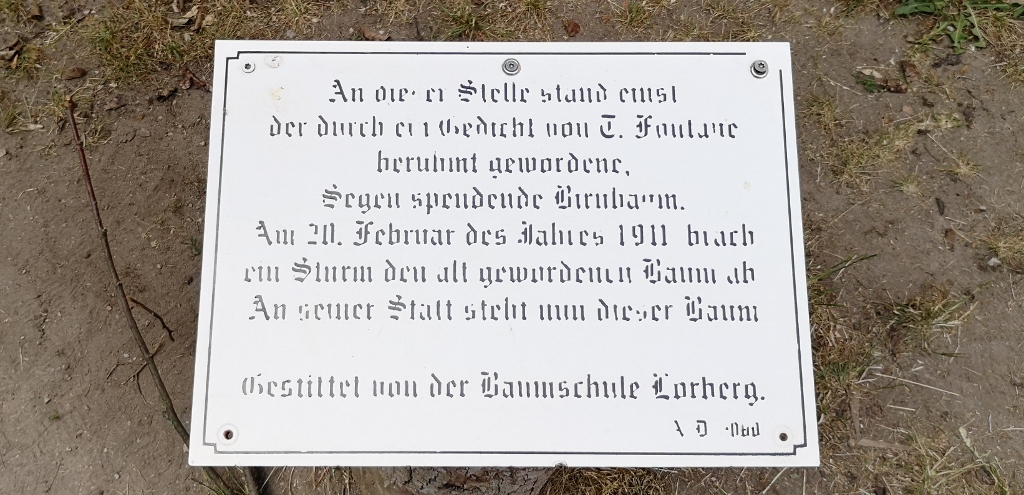 An dieser Stelle stand einst
der durch ein Gedicht von T. Fontane
berühmt gewordene,
Segen spendende Birnbaum.
Am 20. Februar des Jahres 1911 brach
ein Sturm den alt gewordenen Baum ab
An seiner Statt steht nun dieser Baum
Gestiftet von der Baumschule Lorberg.
A D